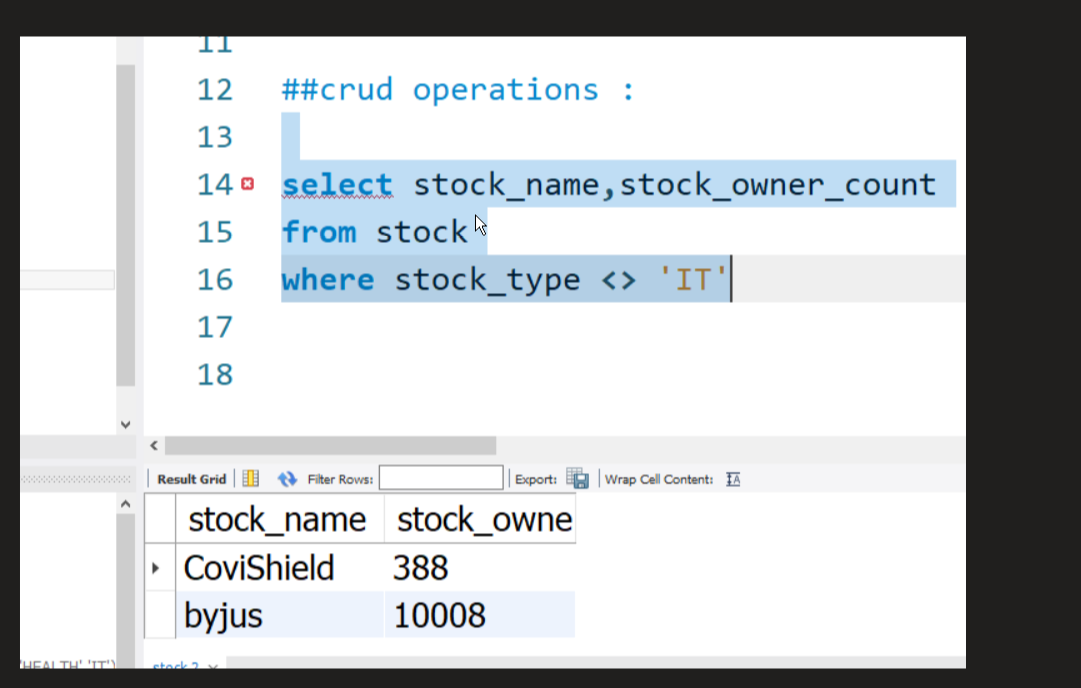 11
12 ##crud operations :
13
14 select stock_name,stock_owner_count
15 from stock
16 where stock_type <> 'IT'
17
18
Result Grid Filter Rows: Export: Wrap Cell Content:
stock_name stock_owne
CoviShield 388
byjus 10008
'HEALTH' 'IT')
stock 2